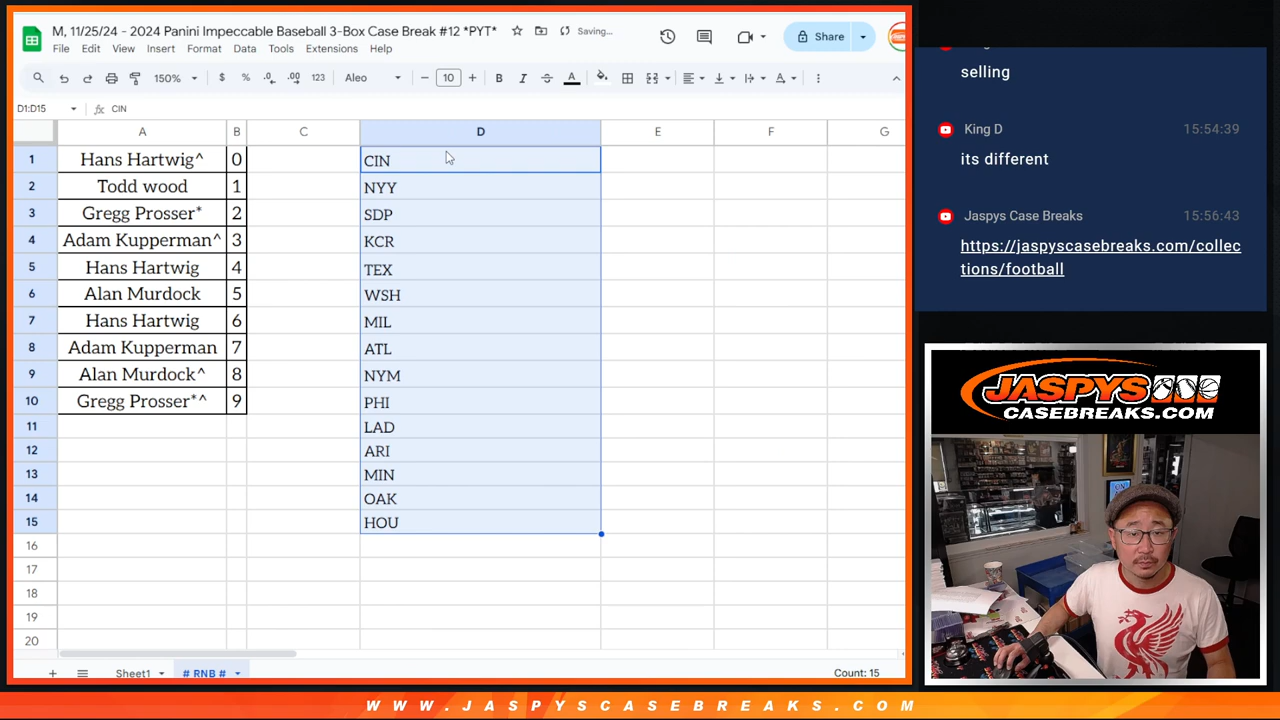 M, 11/25/24 - 2024 Panini Impeccable Baseball 3-Box Case Break #12 *PYT*
Saving...
File Edit View Insert Format Data Tools Extensions Help
Share
150% $ % .0 .00 123 Aleo 10 B I A
D1:D15 fx CIN
A B C D E F G
1 Hans Hartwig^ 0 CIN
2 Todd wood 1 NYY
3 Gregg Prosser* 2 SDP
4 Adam Kupperman^ 3 KCR
5 Hans Hartwig 4 TEX
6 Alan Murdock 5 WSH
7 Hans Hartwig 6 MIL
8 Adam Kupperman 7 ATL
9 Alan Murdock^ 8 NYM
10 Gregg Prosser*^ 9 PHI
11 LAD
12 ARI
13 MIN
14 OAK
15 HOU
16
17
18
19
20
Sheet1 # RNB # Count: 15
selling
King D 15:54:39
its different
Jaspys Case Breaks 15:56:43
https://jaspyscasebreaks.com/collec
tions/football
JASPYS
CASEBREAKS.COM
WWW.JASPYSCASEBREAKS.COM